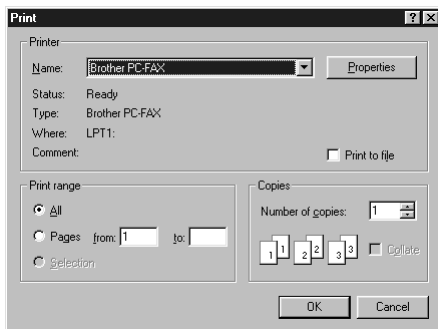 Print
Printer
Name: Brother PC-FAX Properties
Status: Ready
Type: Brother PC-FAX
Where: LPT1:
Comment: Print to file
Print range
All
Pages from: 1 to:
Selection
Copies
Number of copies: 1
1 1 2 2 3 3 Collate
OK Cancel